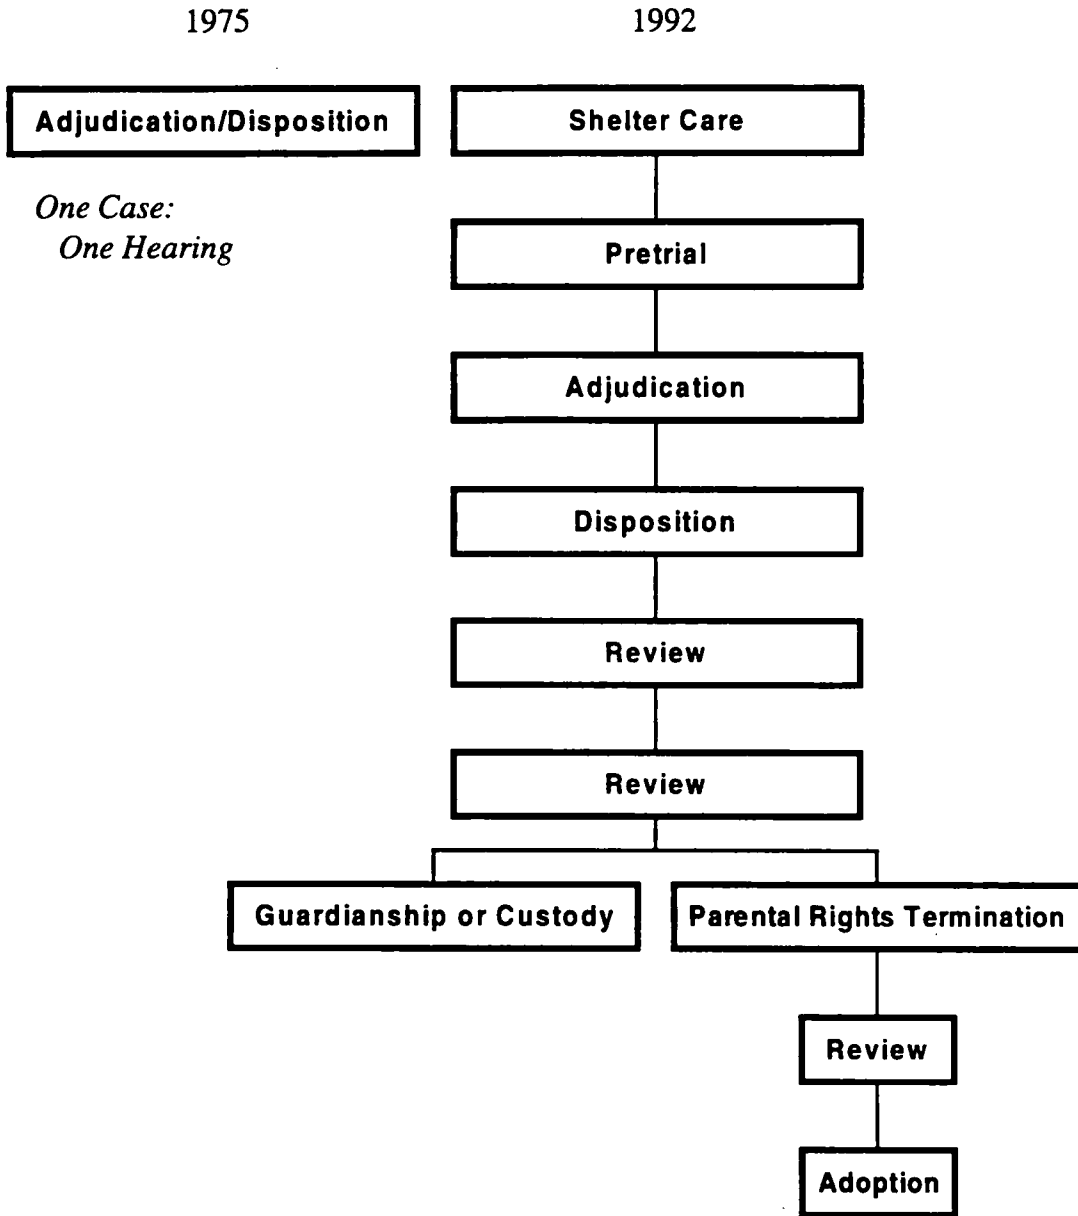 1975
1992
Adjudication/Disposition
Shelter Care
One Case:
One Hearing
Pretrial
Adjudication
Disposition
Review
Review
Guardianship or Custody
Parental Rights Termination
Review
Adoption